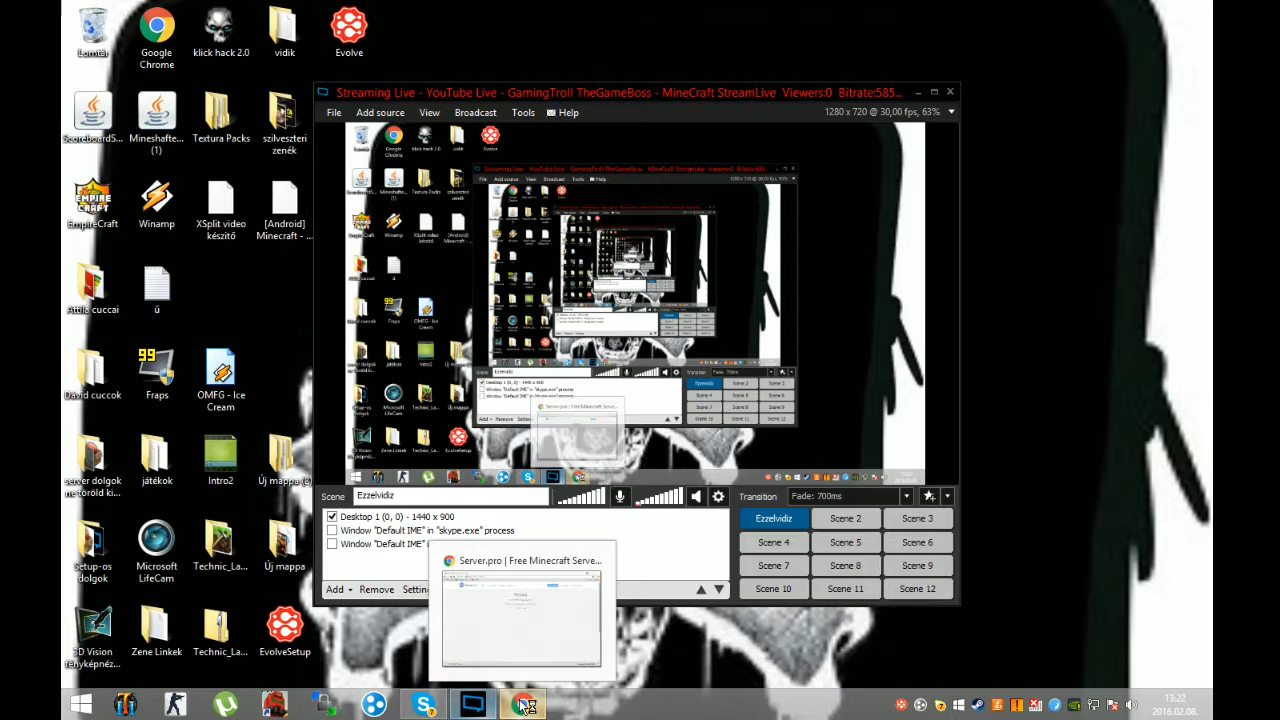 Lomtár
Google Chrome
klick hack 2.0
vidik
Evolve
ScoreboardS...
Mineshafte... (1)
Textura Packs
szilveszteri zenék
EmpireCraft
Winamp
XSplit video készitő
[Android] Minecraft - ...
Attila cuccai
ű
Dávid cuccok
Fraps
OMFG - Ice Cream
server dolgok ne töröld ki...
játékok
Intro2
Új mappa (2)
Setup-os dolgok
Microsoft LifeCam
Technic_La...
Új mappa
3D Vision fényképnéz...
Zene Linkek
Technic_La...
EvolveSetup
Streaming Live - YouTube Live - GamingTroll TheGameBoss - MineCraft StreamLive Viewers:0 Bitrate:585...
File Add source View Broadcast Tools Help
1280 x 720 @ 30,00 fps, 63%
Scene Ezzelvidiz
Transition Fade: 700ms
Desktop 1 (0, 0) - 1440 x 900
Window "Default IME" in "skype.exe" process
Window "Default IME" i
Ezzelvidiz Scene 2 Scene 3
Scene 4 Scene 5 Scene 6
Scene 7 Scene 8 Scene 9
Scene 10 Scene 11 Scene 12
Add Remove Settin
Server.pro | Free Minecraft Serve...
13:22
2016.02.08.